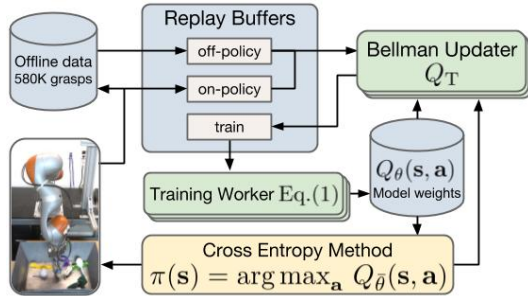 Replay Buffers
Offline data
580K grasps
off-policy
on-policy
train
Bellman Updater
Q_T
Training Worker Eq.(1)
Q_θ(s, a)
Model weights
Cross Entropy Method
π(s) = arg max_a Q_θ̄(s, a)